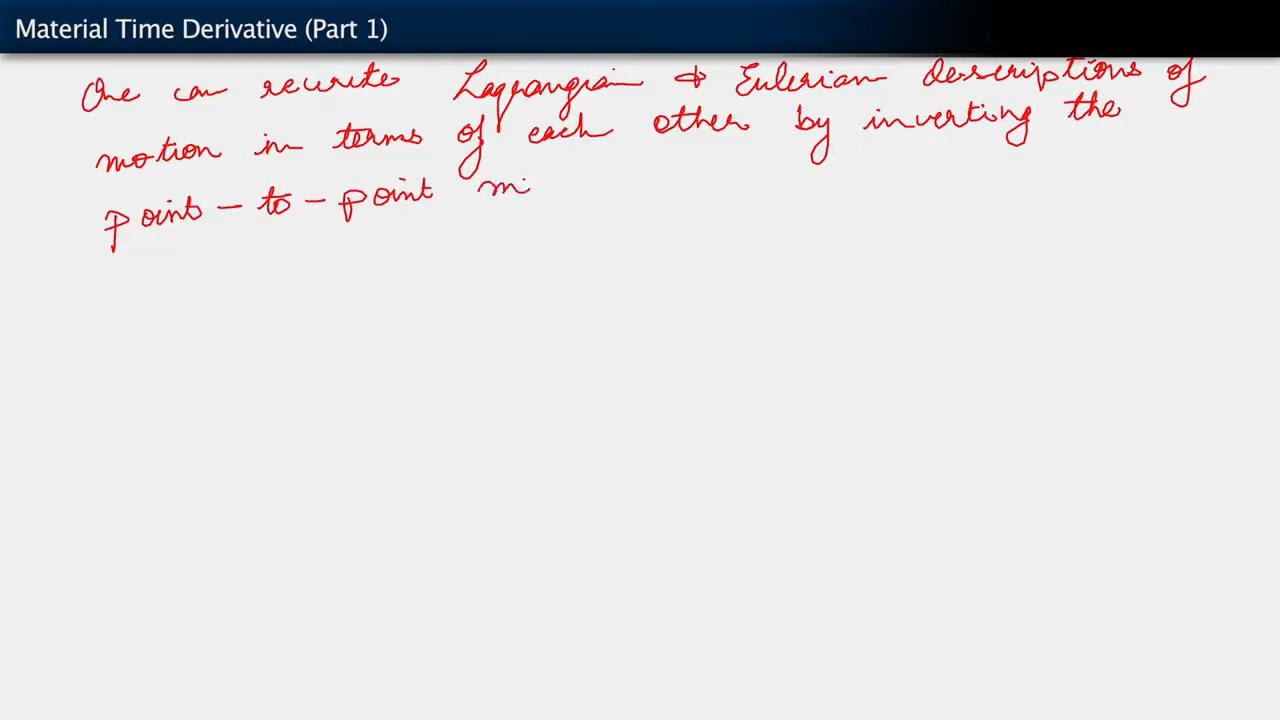 Material Time Derivative (Part 1)
One can rewrite Lagrangian & Eulerian descriptions of
motion in terms of each other by inverting the
point-to-point